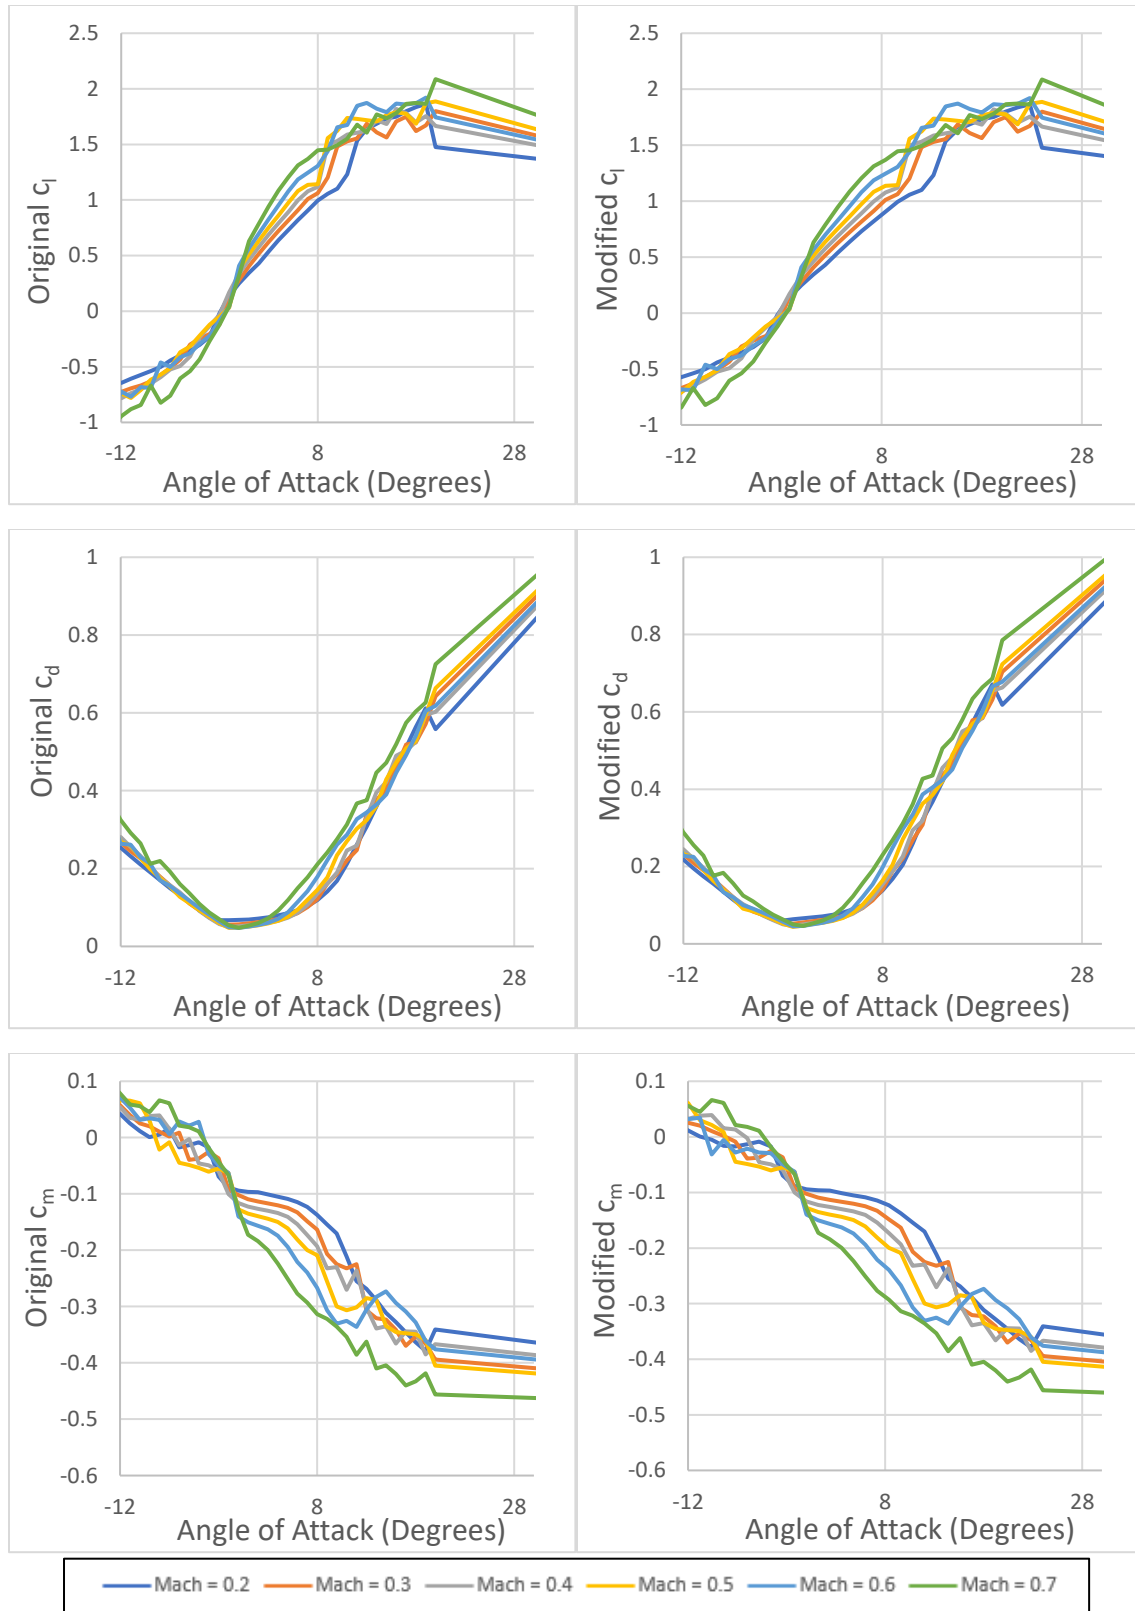 2.5
2
1.5
1
0.5
0
-0.5
-1
-12 8 28
Original c_l
Angle of Attack (Degrees)
2.5
2
1.5
1
0.5
0
-0.5
-1
-12 8 28
Modified c_l
Angle of Attack (Degrees)
1
0.8
0.6
0.4
0.2
0
-12 8 28
Original c_d
Angle of Attack (Degrees)
1
0.8
0.6
0.4
0.2
0
-12 8 28
Modified c_d
Angle of Attack (Degrees)
0.1
0
-0.1
-0.2
-0.3
-0.4
-0.5
-0.6
-12 8 28
Original c_m
Angle of Attack (Degrees)
0.1
0
-0.1
-0.2
-0.3
-0.4
-0.5
-0.6
-12 8 28
Modified c_m
Angle of Attack (Degrees)
Mach = 0.2 Mach = 0.3 Mach = 0.4 Mach = 0.5 Mach = 0.6 Mach = 0.7